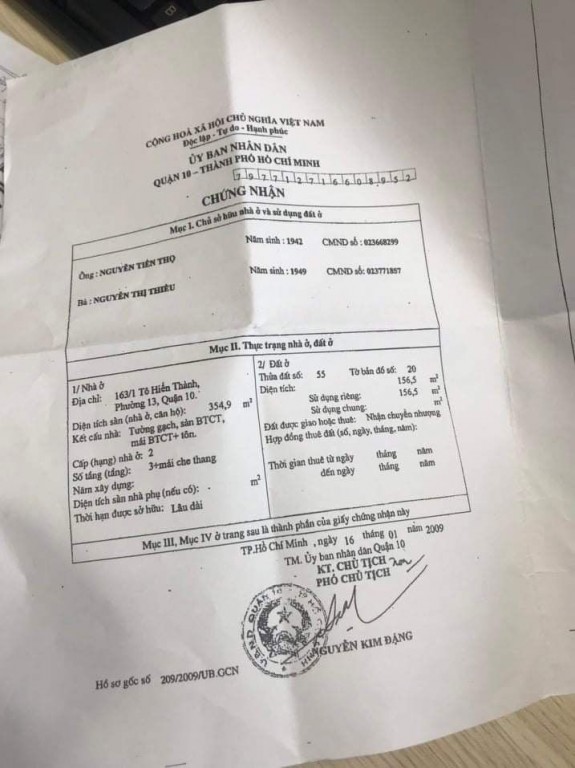 CỘNG HOÀ XÃ HỘI CHỦ NGHĨA VIỆT NAM
Độc lập - Tự do - Hạnh phúc
ỦY BAN NHÂN DÂN
QUẬN 10 – THÀNH PHỐ HỒ CHÍ MINH
797712716608952
CHỨNG NHẬN
Mục I. Chủ sở hữu nhà ở và sử dụng đất ở
Ông : NGUYỄN TIẾN THỌ Năm sinh : 1942 CMND số : 023668299
Bà : NGUYỄN THỊ THIÊU Năm sinh : 1949 CMND số: 023771887
Mục II. Thực trạng nhà ở, đất ở
1/ Nhà ở
Địa chỉ: 163/1 Tô Hiến Thành,
Phường 13, Quận 10.
Diện tích sàn (nhà ở, căn hộ): 354,9 m²
Kết cấu nhà: Tường gạch, sàn BTCT,
mái BTCT+ tôn.
Cấp (hạng) nhà ở: 2
Số tầng (tầng): 3+mái che thang
Năm xây dựng:
Diện tích sàn nhà phụ (nếu có): m²
Thời hạn được sở hữu: Lâu dài
2/ Đất ở
Thửa đất số: 55 Tờ bản đồ số: 20
Diện tích: 156,5 m²
Sử dụng riêng: 156,5 m²
Sử dụng chung: m²
Đất được giao hoặc thuê: Nhận chuyển nhượng
Hợp đồng thuê đất (số, ngày, tháng, năm):
Thời gian thuê từ ngày tháng năm
đến ngày tháng năm
Mục III, Mục IV ở trang sau là thành phần của giấy chứng nhận này
TP.Hồ Chí Minh , ngày 16 tháng 01 năm 2009
TM. Ủy ban nhân dân Quận 10
KT. CHỦ TỊCH
PHÓ CHỦ TỊCH
NGUYỄN KIM ĐẶNG
Hồ sơ gốc số 209/2009/UB.GCN